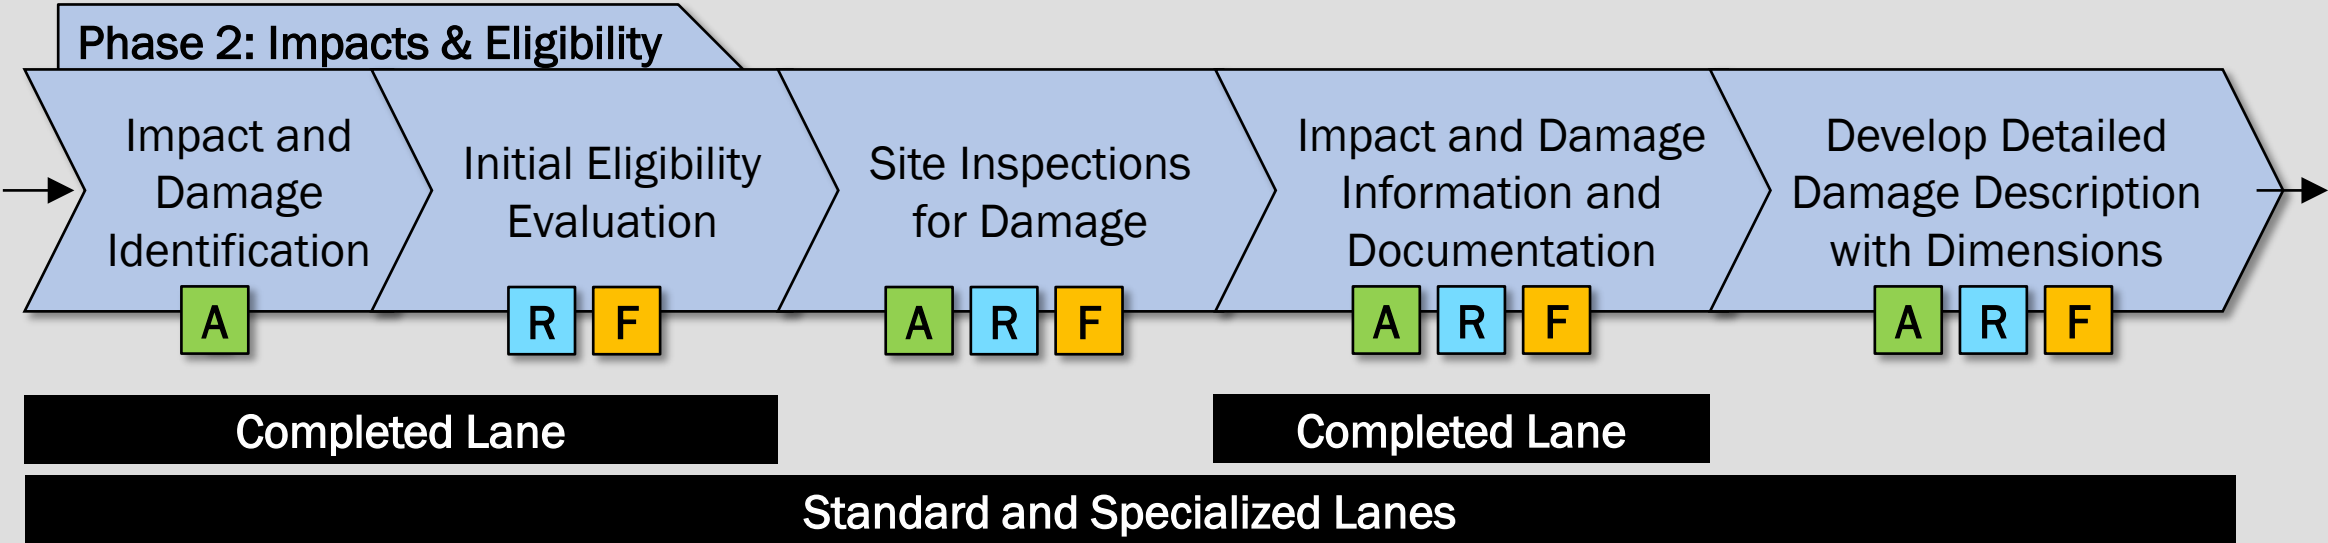 Phase 2: Impacts & Eligibility
Impact and
Damage
Identification
A
Initial Eligibility
Evaluation
R F
Site Inspections
for Damage
A R F
Impact and Damage
Information and
Documentation
A R F
Develop Detailed
Damage Description
with Dimensions
A R F
Completed Lane
Completed Lane
Standard and Specialized Lanes